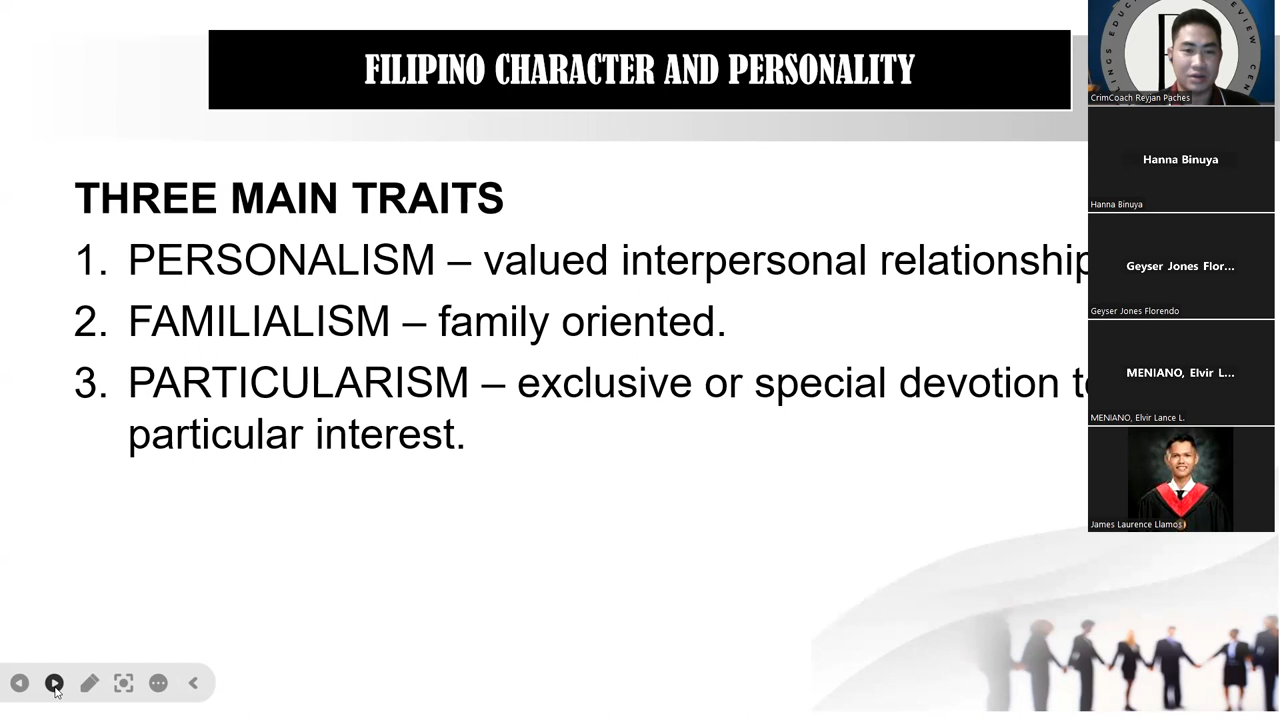 FILIPINO CHARACTER AND PERSONALITY
THREE MAIN TRAITS
1. PERSONALISM – valued interpersonal relationship
2. FAMILIALISM – family oriented.
3. PARTICULARISM – exclusive or special devotion
particular interest.
CrimCoach Reyjan Paches
Hanna Binuya
Hanna Binuya
Geyser Jones Flor...
Geyser Jones Florendo
MENIANO, Elvir L...
MENIANO, Elvir Lance L.
James Laurence Llamos